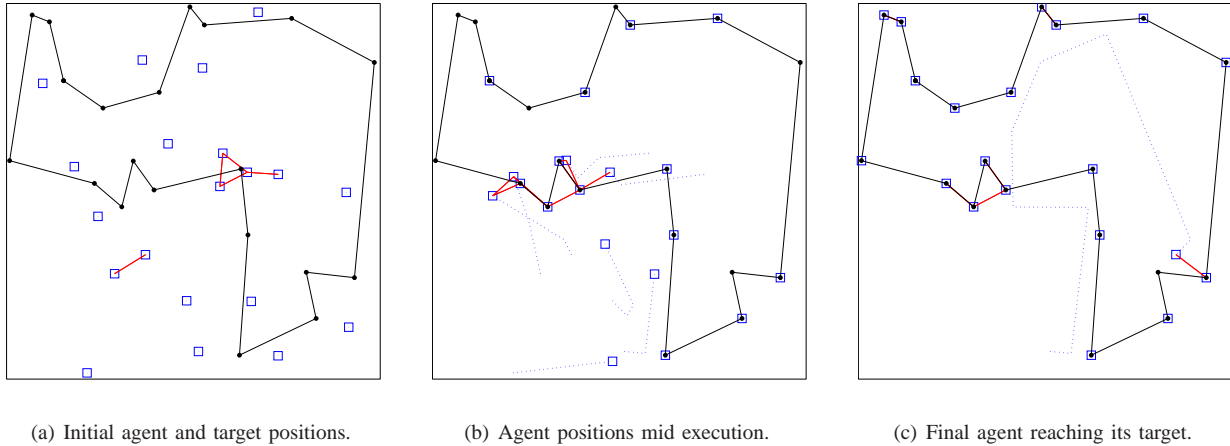 (a) Initial agent and target positions.
(b) Agent positions mid execution.
(c) Final agent reaching its target.